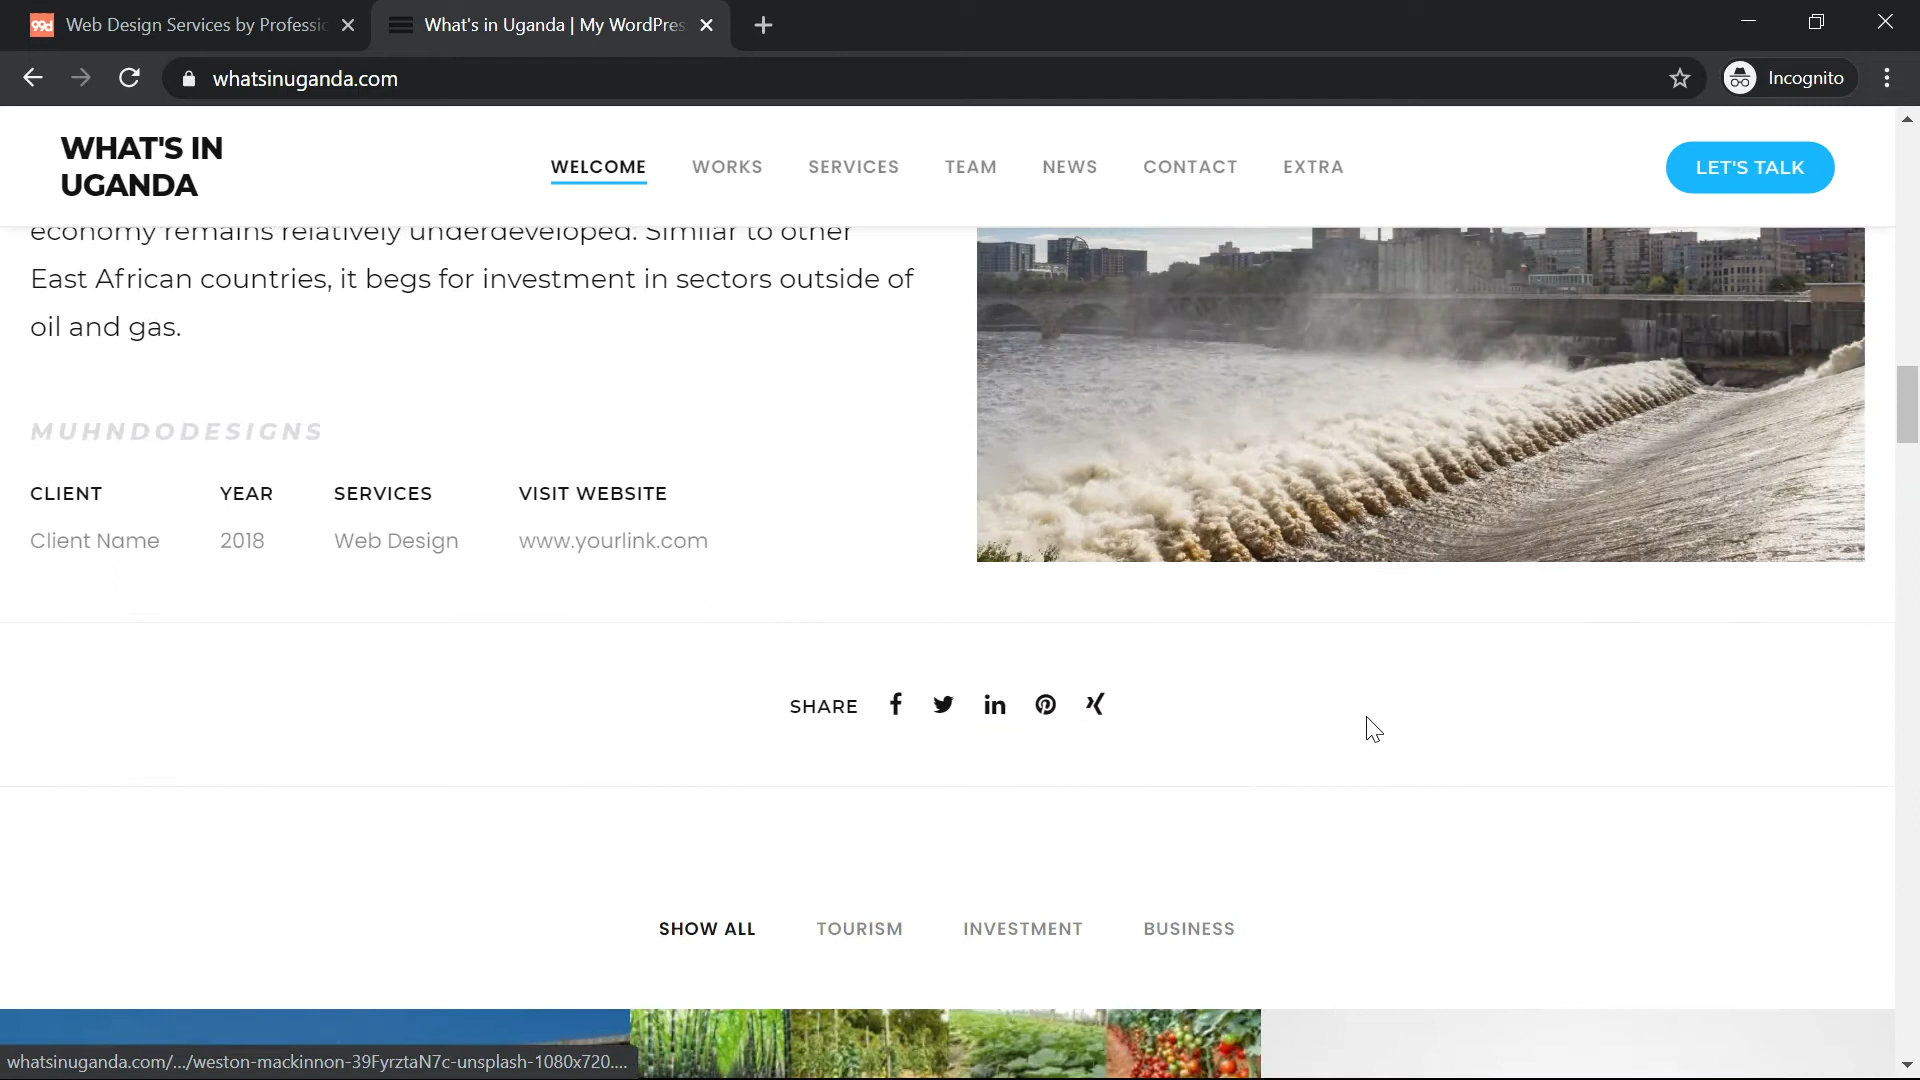 99d Web Design Services by Professio
What's in Uganda | My WordPres
whatsinuganda.com
Incognito
WHAT'S IN
UGANDA
WELCOME WORKS SERVICES TEAM NEWS CONTACT EXTRA
LET'S TALK
economy remains relatively underdeveloped. Similar to other
East African countries, it begs for investment in sectors outside of
oil and gas.
MUHNDODESIGNS
CLIENT YEAR SERVICES VISIT WEBSITE
Client Name 2018 Web Design www.yourlink.com
SHARE
SHOW ALL TOURISM INVESTMENT BUSINESS
whatsinuganda.com/.../weston-mackinnon-39FyrztaN7c-unsplash-1080x720....